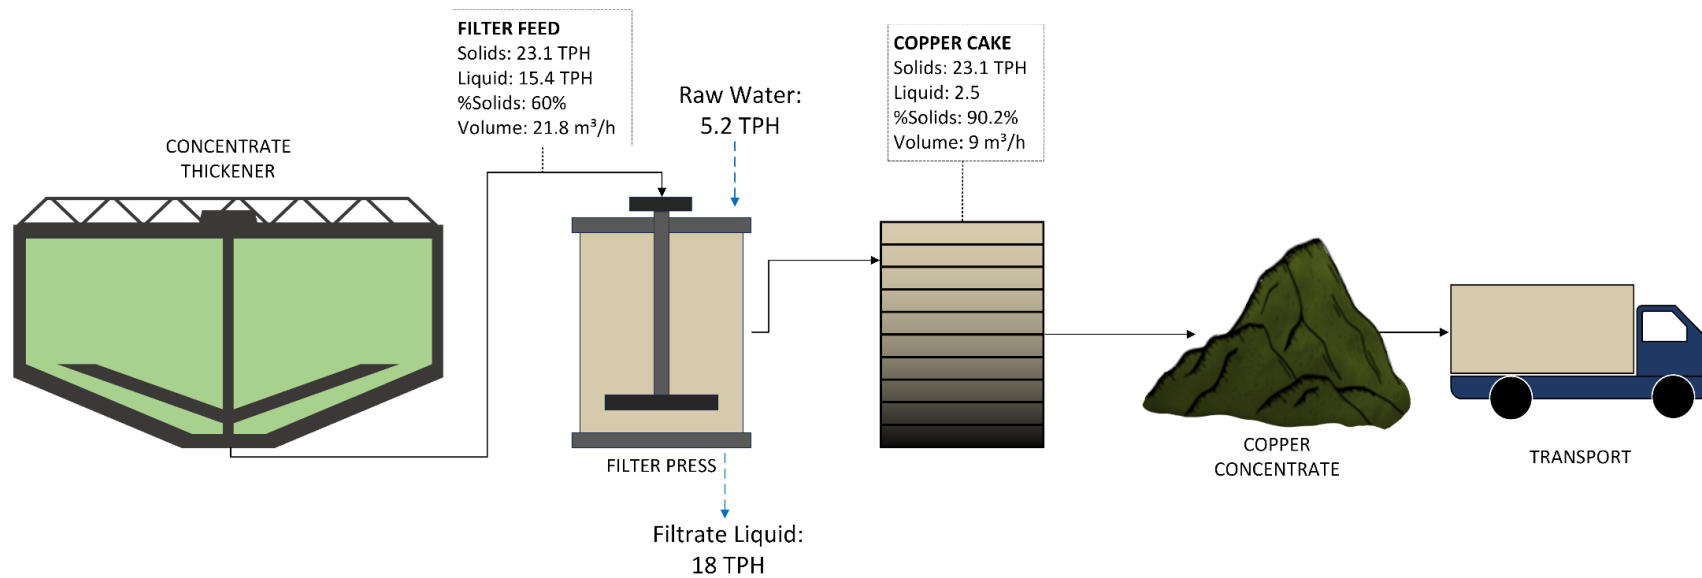 FILTER FEED
Solids: 23.1 TPH
Liquid: 15.4 TPH
%Solids: 60%
Volume: 21.8 m³/h
COPPER CAKE
Solids: 23.1 TPH
Liquid: 2.5
%Solids: 90.2%
Volume: 9 m³/h
Raw Water:
5.2 TPH
CONCENTRATE
THICKENER
FILTER PRESS
COPPER
CONCENTRATE
TRANSPORT
Filtrate Liquid:
18 TPH